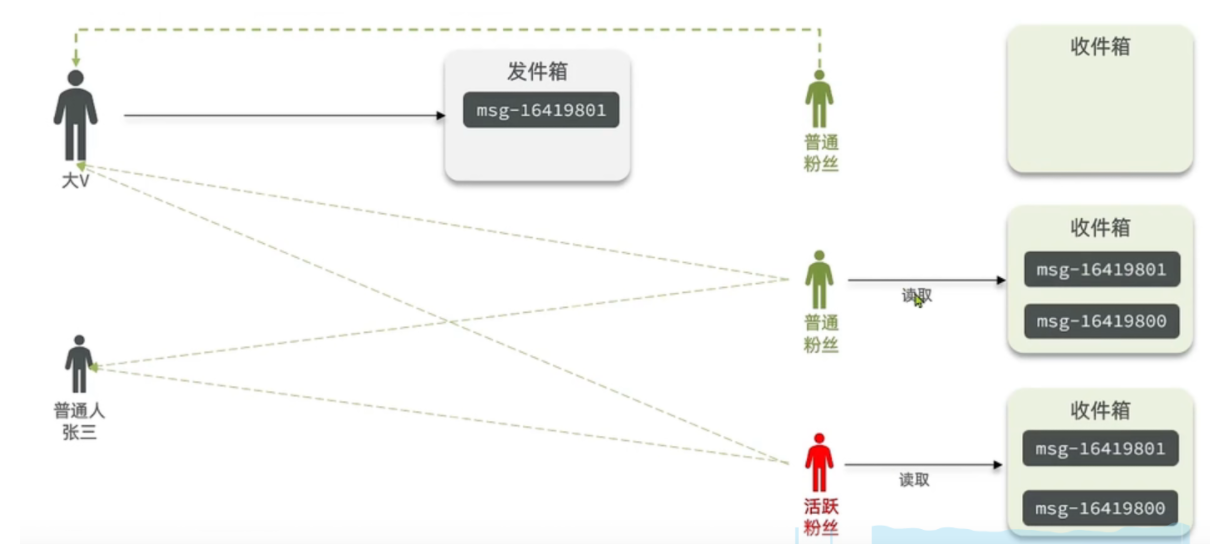 发件箱
msg-16419801
大V
普通
粉丝
收件箱
普通
粉丝
读取
收件箱
msg-16419801
msg-16419800
普通人
张三
活跃
粉丝
读取
收件箱
msg-16419801
msg-16419800